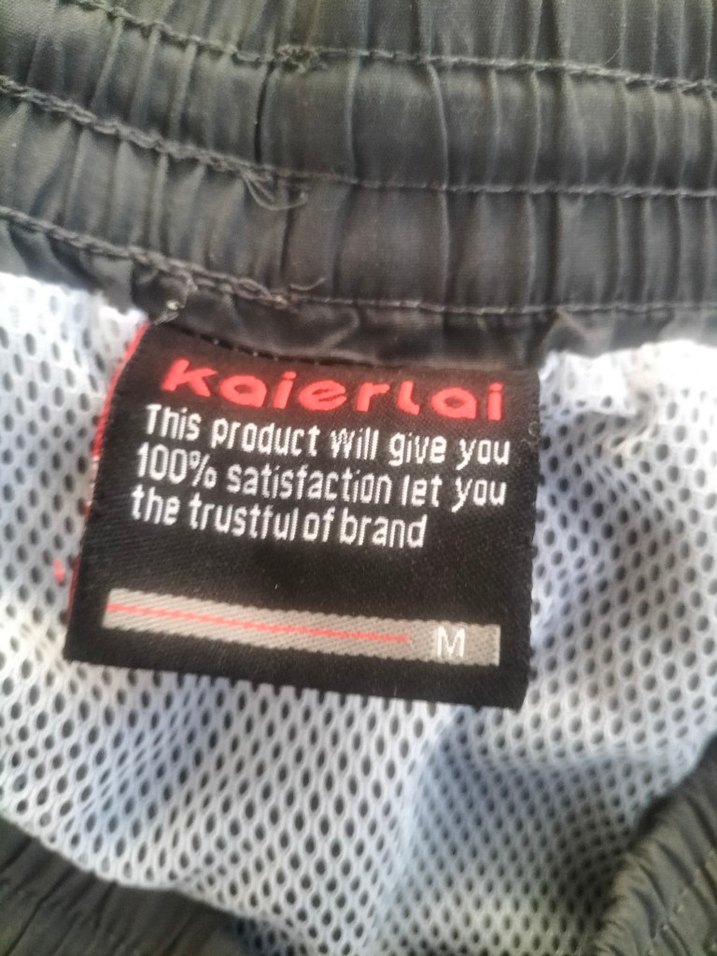 Kaierlai
This product will give you
100% satisfaction let you
the trustful of brand
M